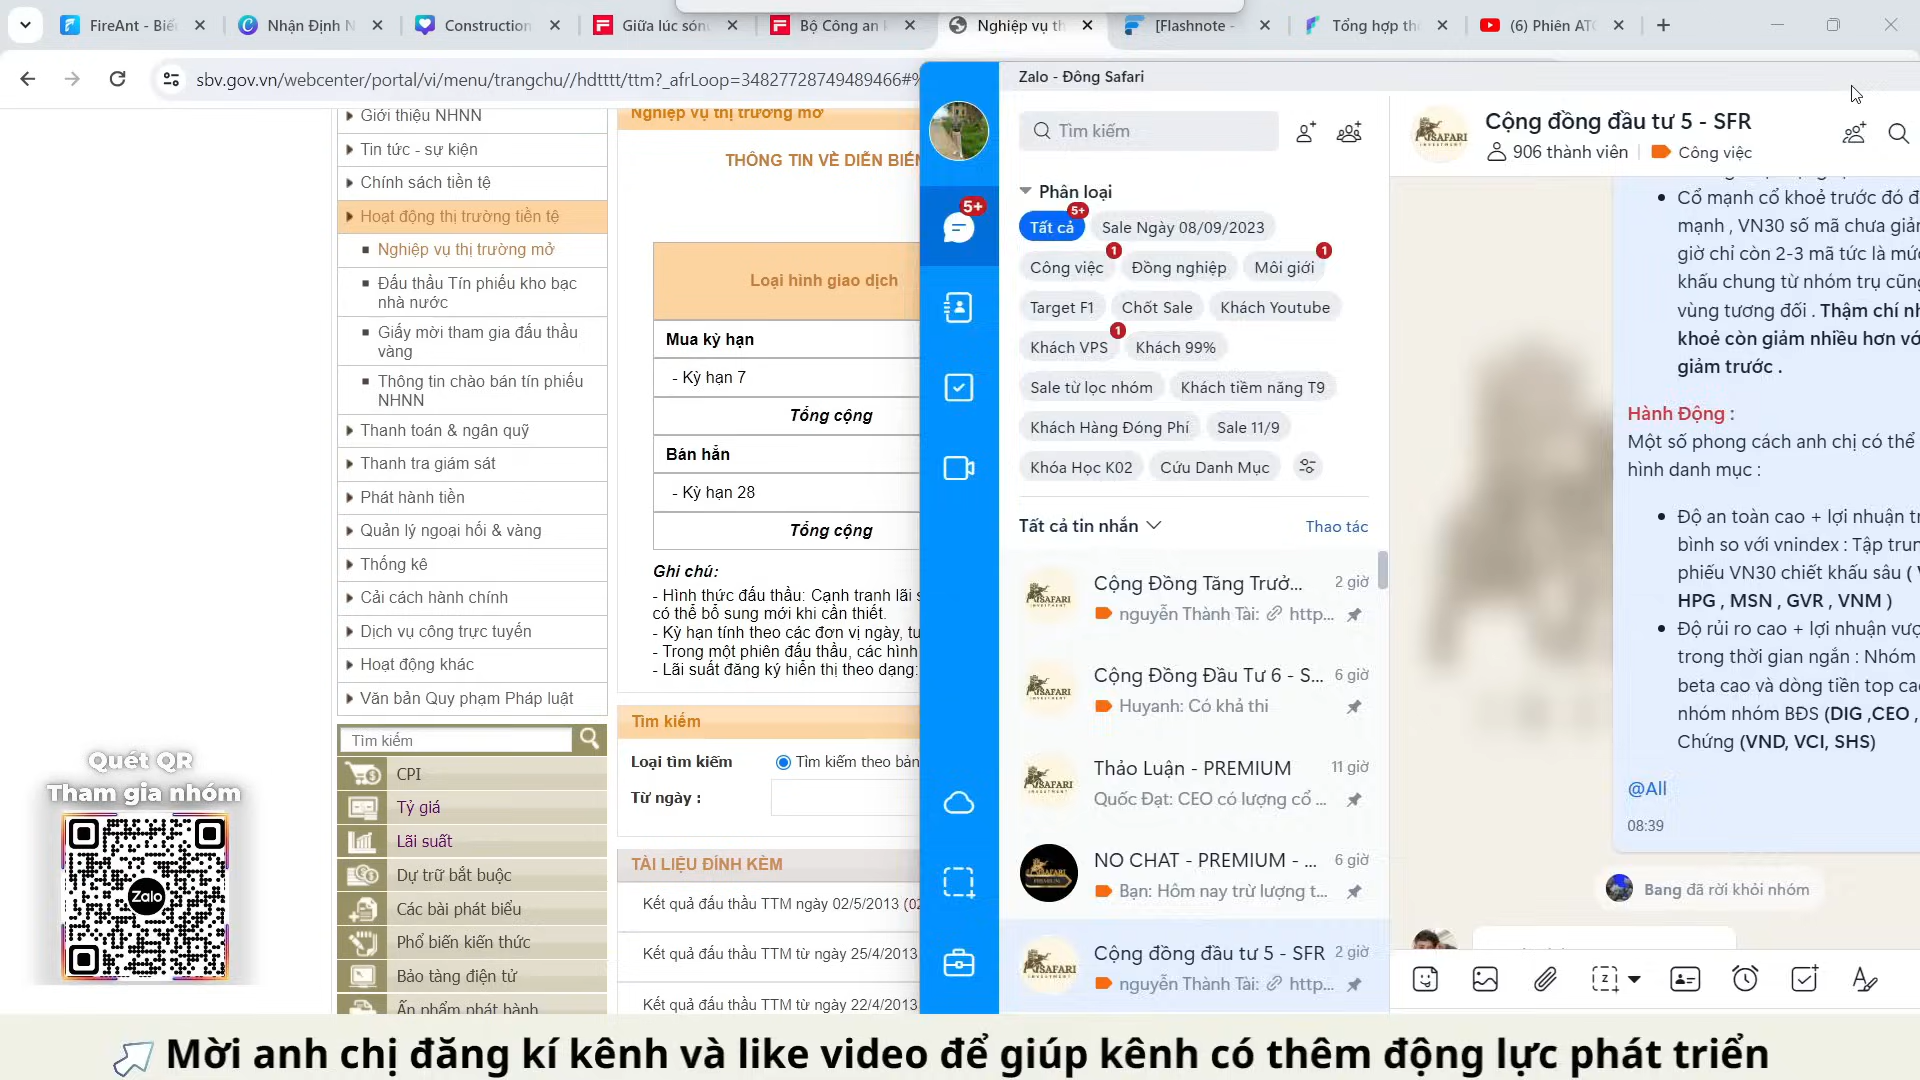 FireAnt - Biể
Nhận Định N
Construction
Giữa lúc són
Bộ Công an k
Nghiệp vụ th
[Flashnote -
Tổng hợp th
(6) Phiên ATC
sbv.gov.vn/webcenter/portal/vi/menu/trangchu//hdtttt/ttm?_afrLoop=34827728749489466#%
Giới thiệu NHNN
Tin tức - sự kiện
Chính sách tiền tệ
Hoạt động thị trường tiền tệ
Nghiệp vụ thị trường mở
Đấu thầu Tín phiếu kho bạc
nhà nước
Giấy mời tham gia đấu thầu
vàng
Thông tin chào bán tín phiếu
NHNN
Thanh toán & ngân quỹ
Thanh tra giám sát
Phát hành tiền
Quản lý ngoại hối & vàng
Thống kê
Cải cách hành chính
Dịch vụ công trực tuyến
Hoạt động khác
Văn bản Quy phạm Pháp luật
Tìm kiếm
CPI
Tỷ giá
Lãi suất
Dự trữ bắt buộc
Các bài phát biểu
Phổ biến kiến thức
Bảo tàng điện tử
Ấn phẩm phát hành
Quét QR
Tham gia nhóm
Zalo
Nghiệp vụ thị trường mở
THÔNG TIN VỀ DIỄN BIẾN
Loại hình giao dịch
Mua kỳ hạn
- Kỳ hạn 7
Tổng cộng
Bán hẳn
- Kỳ hạn 28
Tổng cộng
Ghi chú:
- Hình thức đấu thầu: Cạnh tranh lãi s
có thể bổ sung mới khi cần thiết.
- Kỳ hạn tính theo các đơn vị ngày, tu
- Trong một phiên đấu thầu, các hình
- Lãi suất đăng ký hiển thị theo dạng:
Tìm kiếm
Loại tìm kiếm
Tìm kiếm theo bản
Từ ngày :
TÀI LIỆU ĐÍNH KÈM
Kết quả đấu thầu TTM ngày 02/5/2013 (02
Kết quả đấu thầu TTM từ ngày 25/4/2013
Kết quả đấu thầu TTM từ ngày 22/4/2013
Zalo - Đông Safari
5+
Tìm kiếm
Phân loại
Tất cả 5+
Sale Ngày 08/09/2023
Công việc 1
Đồng nghiệp
Môi giới 1
Target F1
Chốt Sale
Khách Youtube
Khách VPS 1
Khách 99%
Sale từ lọc nhóm
Khách tiềm năng T9
Khách Hàng Đóng Phí
Sale 11/9
Khóa Học K02
Cứu Danh Mục
Tất cả tin nhắn
Thao tác
Cộng Đồng Tăng Trưở...
2 giờ
nguyễn Thành Tài: http...
Cộng Đồng Đầu Tư 6 - S...
6 giờ
Huyanh: Có khả thi
Thảo Luận - PREMIUM
11 giờ
Quốc Đạt: CEO có lượng cổ ...
NO CHAT - PREMIUM - ...
6 giờ
Bạn: Hôm nay trừ lượng t...
Cộng đồng đầu tư 5 - SFR
2 giờ
nguyễn Thành Tài: http...
Cộng đồng đầu tư 5 - SFR
906 thành viên
Công việc
Cổ mạnh cổ khoẻ trước đó đ
mạnh , VN30 số mã chưa giảm
giờ chỉ còn 2-3 mã tức là mức
khấu chung từ nhóm trụ cũng
vùng tương đối . Thậm chí nh
khoẻ còn giảm nhiều hơn vớ
giảm trước .
Hành Động :
Một số phong cách anh chị có thể
hình danh mục :
Độ an toàn cao + lợi nhuận tr
bình so với vnindex : Tập trun
phiếu VN30 chiết khấu sâu ( V
HPG , MSN , GVR , VNM )
Độ rủi ro cao + lợi nhuận vượ
trong thời gian ngắn : Nhóm
beta cao và dòng tiền top cao
nhóm nhóm BĐS (DIG ,CEO ,
Chứng (VND, VCI, SHS)
@All
08:39
Bang đã rời khỏi nhóm
Mời anh chị đăng kí kênh và like video để giúp kênh có thêm động lực phát triển